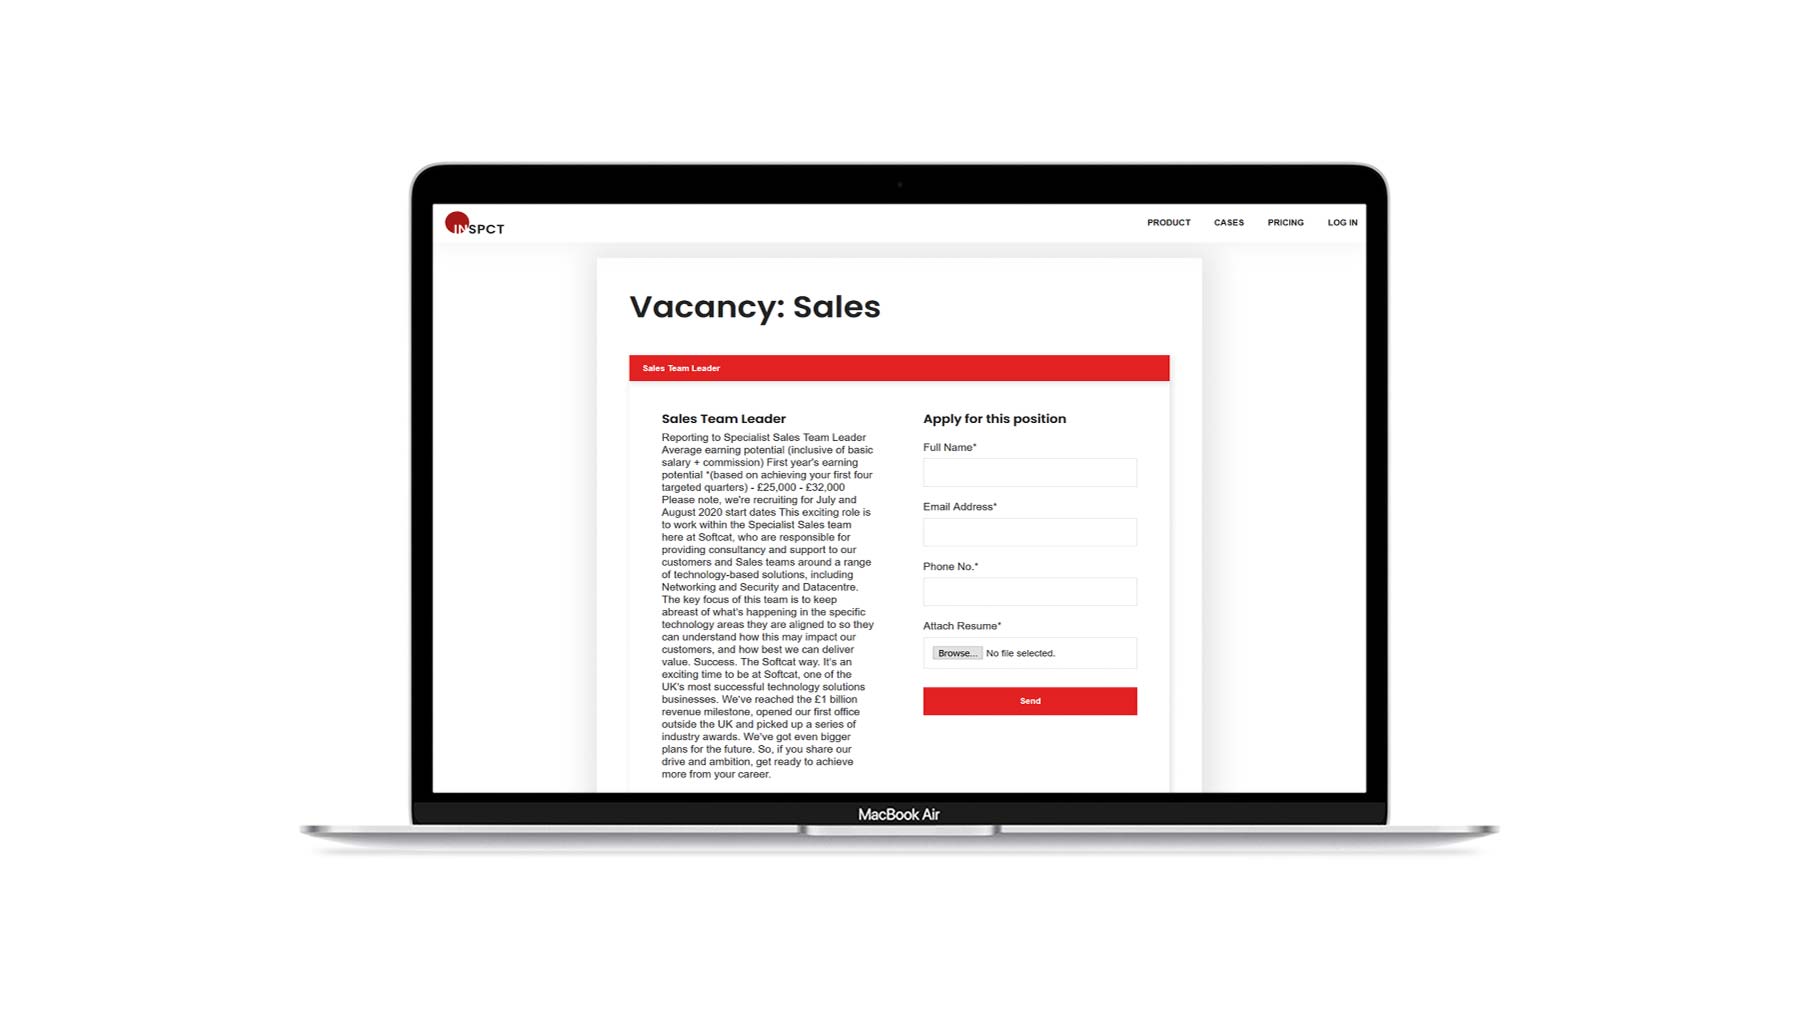 INSPCT
PRODUCT CASES PRICING LOG IN
Vacancy: Sales
Sales Team Leader
Sales Team Leader
Reporting to Specialist Sales Team Leader
Average earning potential (inclusive of basic
salary + commission) First year's earning
potential *(based on achieving your first four
targeted quarters) - £25,000 - £32,000
Please note, we're recruiting for July and
August 2020 start dates This exciting role is
to work within the Specialist Sales team
here at Softcat, who are responsible for
providing consultancy and support to our
customers and Sales teams around a range
of technology-based solutions, including
Networking and Security and Datacentre.
The key focus of this team is to keep
abreast of what's happening in the specific
technology areas they are aligned to so they
can understand how this may impact our
customers, and how best we can deliver
value. Success. The Softcat way. It's an
exciting time to be at Softcat, one of the
UK's most successful technology solutions
businesses. We've reached the £1 billion
revenue milestone, opened our first office
outside the UK and picked up a series of
industry awards. We've got even bigger
plans for the future. So, if you share our
drive and ambition, get ready to achieve
more from your career.
Apply for this position
Full Name*
Email Address*
Phone No.*
Attach Resume*
Browse... No file selected.
Send
MacBook Air